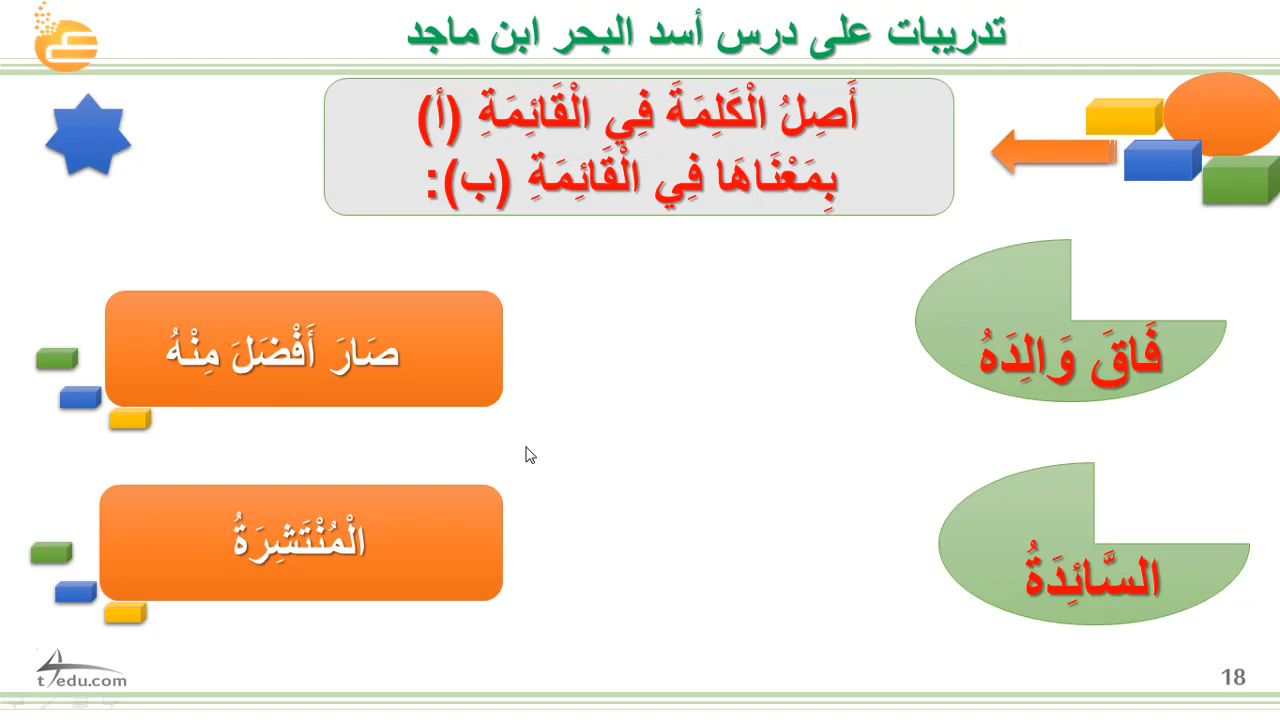 تدريبات على درس أسد البحر ابن ماجد
أَصِلُ الْكَلِمَةَ فِي الْقَائِمَةِ (أ)
بِمَعْنَاهَا فِي الْقَائِمَةِ (ب):
فَاقَ وَالِدَهُ
صَارَ أَفْضَلَ مِنْهُ
السَّائِدَةُ
الْمُنْتَشِرَةُ
t4edu.com
18